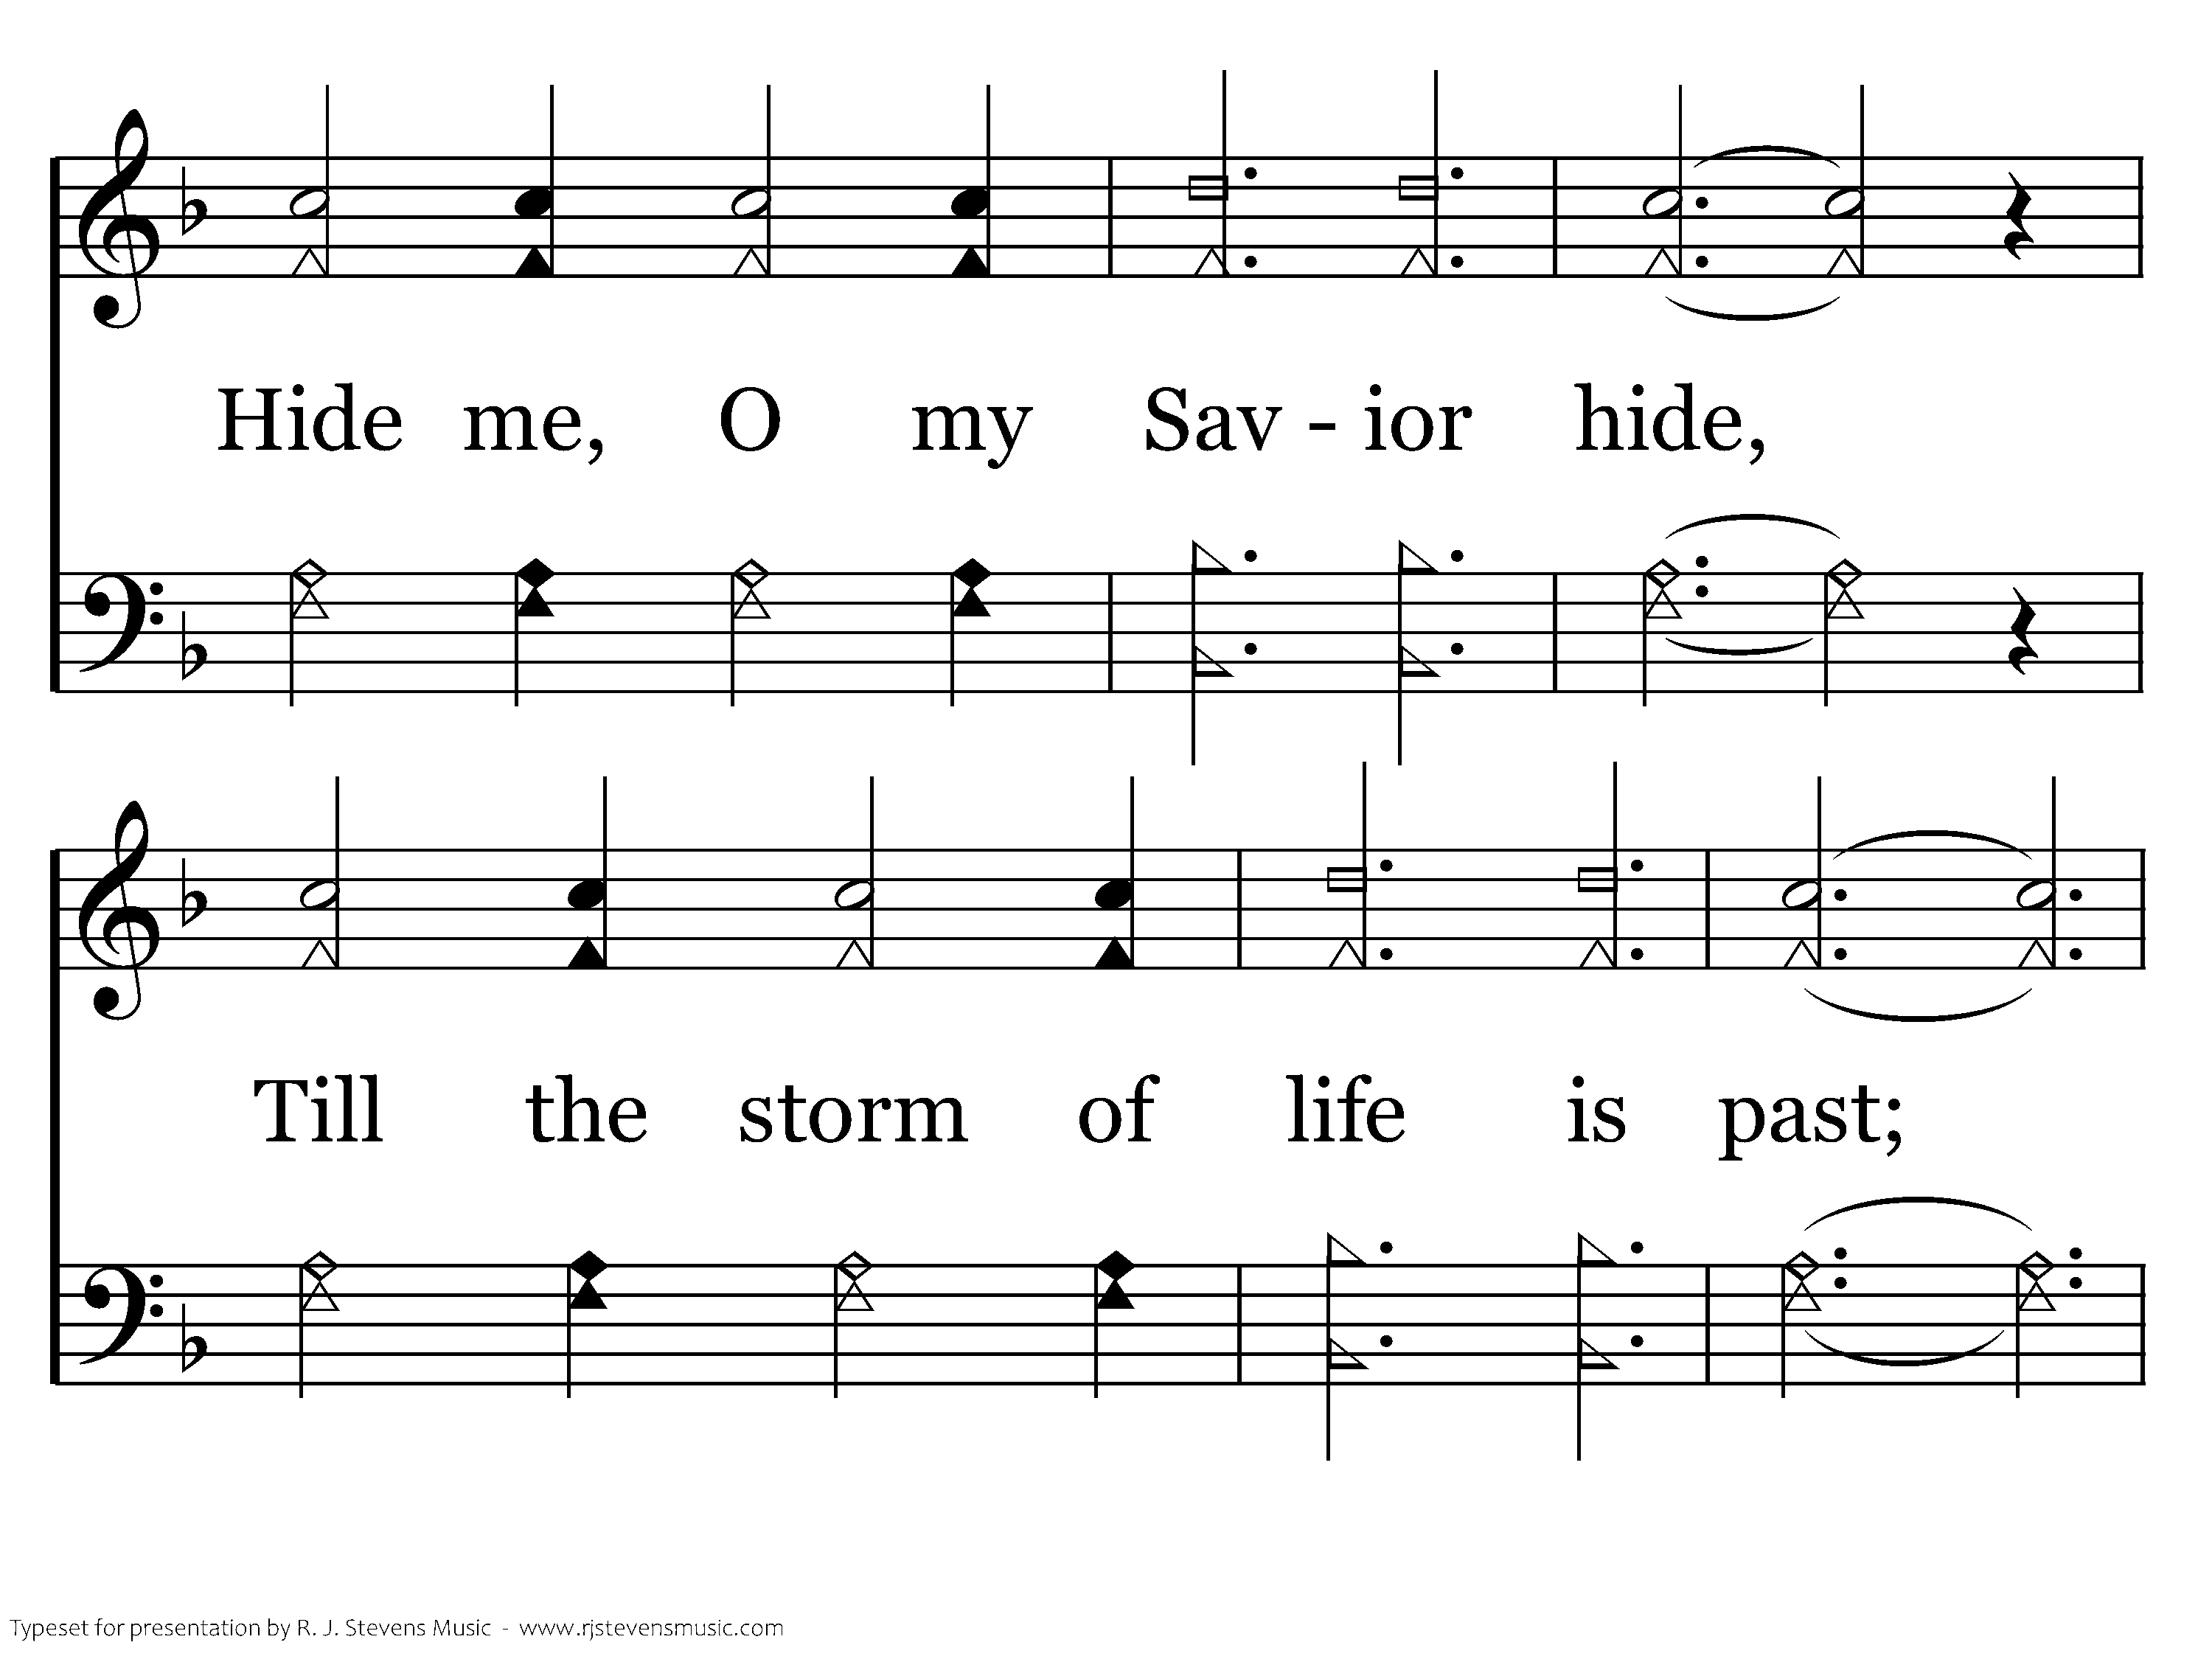 Hide me, O my Sav - ior hide,
Till the storm of life is past;
Typeset for presentation by R. J. Stevens Music - www.rjstevensmusic.com